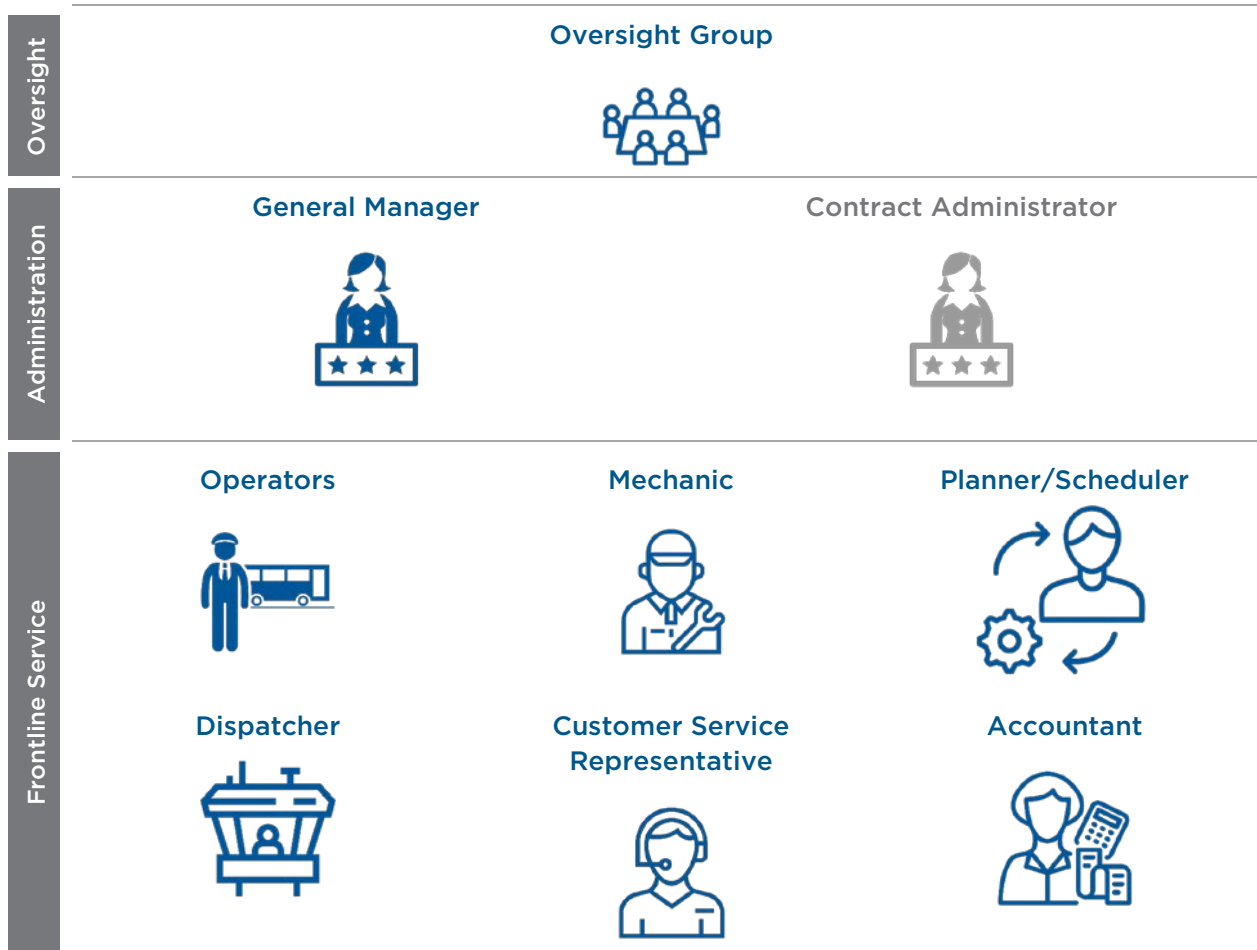 Oversight
Oversight Group
Administration
General Manager
Contract Administrator
Frontline Service
Operators
Mechanic
Planner/Scheduler
Dispatcher
Customer Service
Representative
Accountant